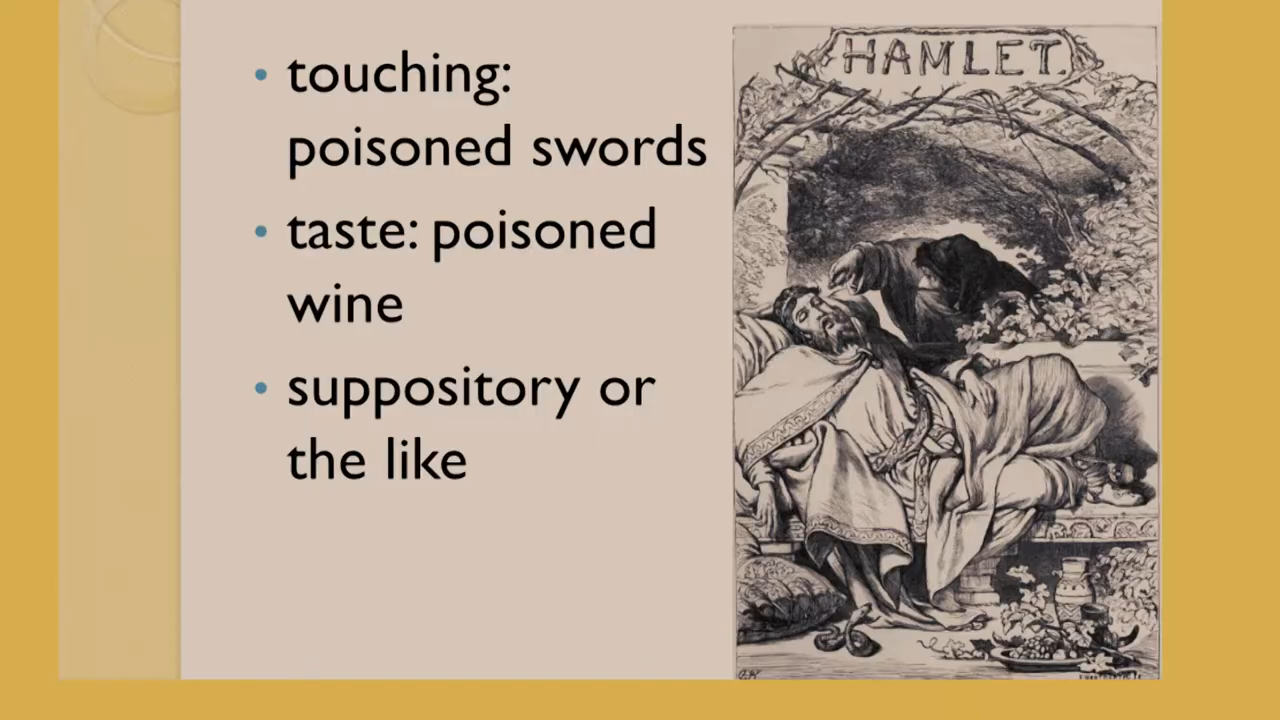 • touching:
poisoned swords
• taste: poisoned
wine
• suppository or
the like
HAMLET.